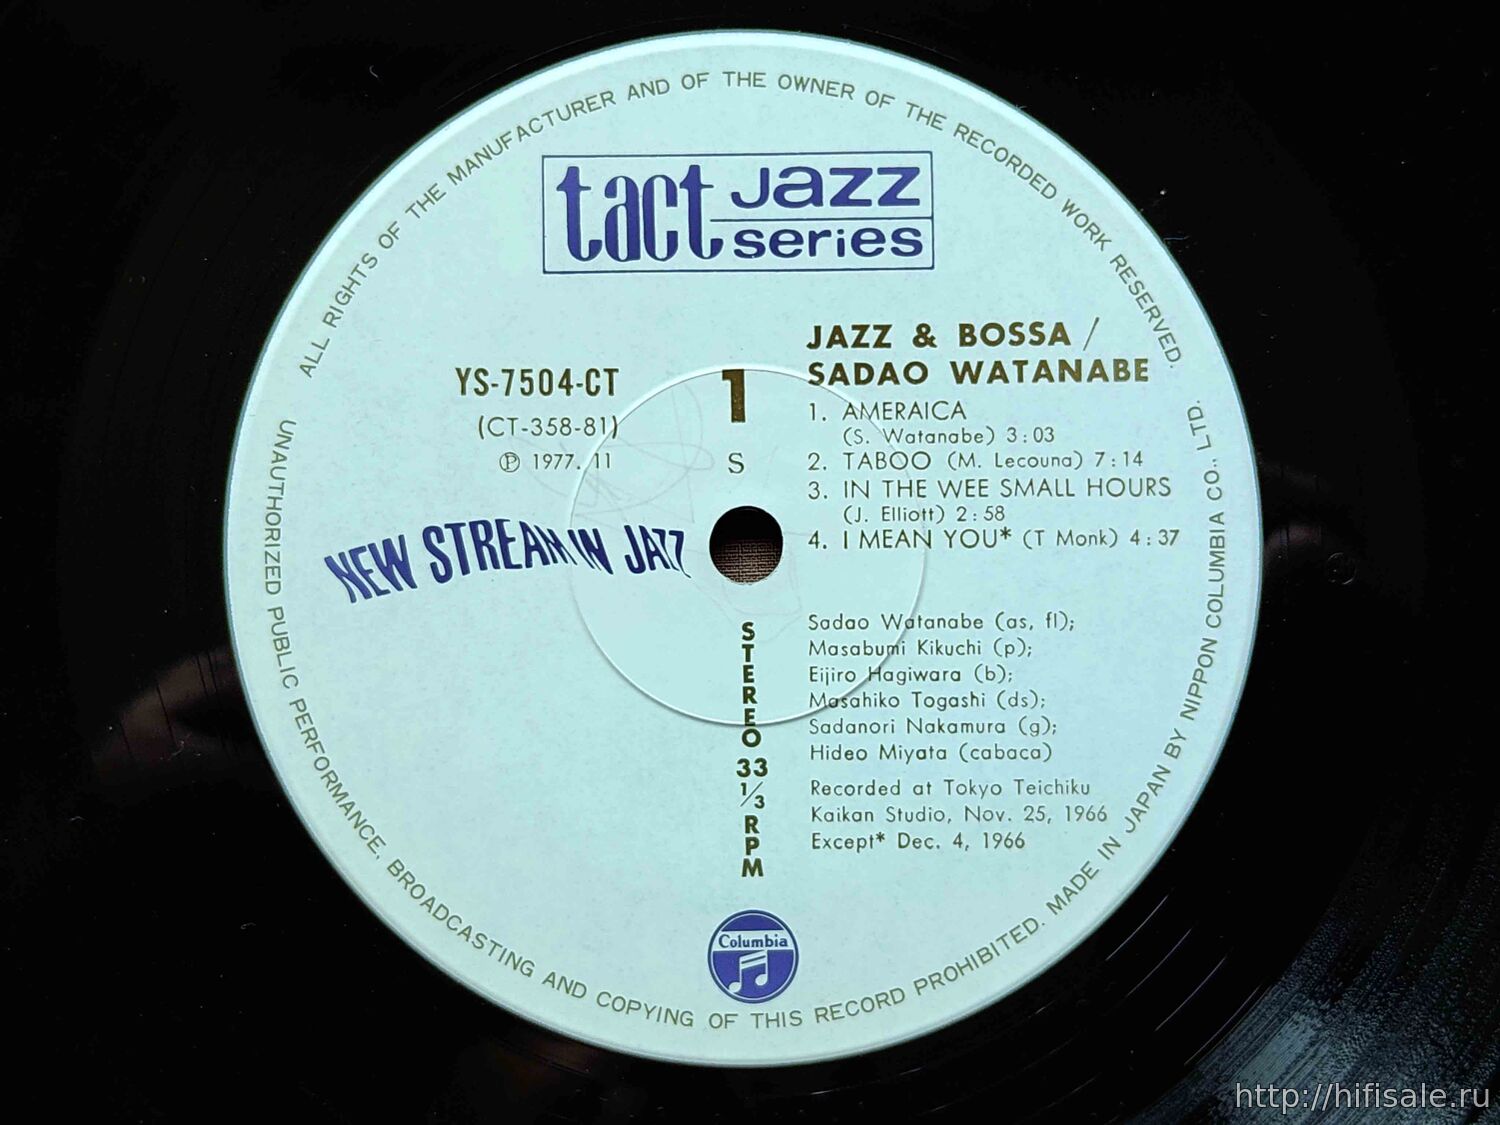 ALL RIGHTS OF THE MANUFACTURER AND OF THE OWNER OF THE RECORDED WORK RESERVED.
tact jazz
series
JAZZ & BOSSA /
SADAO WATANABE
YS-7504-CT
(CT-358-81)
℗ 1977. 11
1
S
1. AMERAICA
(S. Watanabe) 3:03
2. TABOO (M. Lecouna) 7:14
3. IN THE WEE SMALL HOURS
(J. Elliott) 2:58
4. I MEAN YOU* (T Monk) 4:37
NEW STREAM IN JAZZ
STEREO 33 1/3 RPM
Sadao Watanabe (as, fl);
Masabumi Kikuchi (p);
Eijiro Hagiwara (b);
Masahiko Togashi (ds);
Sadanori Nakamura (g);
Hideo Miyata (cabaca)
Recorded at Tokyo Teichiku
Kaikan Studio, Nov. 25, 1966
Except* Dec. 4, 1966
Columbia
UNAUTHORIZED PUBLIC PERFORMANCE, BROADCASTING AND COPYING OF THIS RECORD PROHIBITED. MADE IN JAPAN BY NIPPON COLUMBIA CO., LTD.
http://hifisale.ru